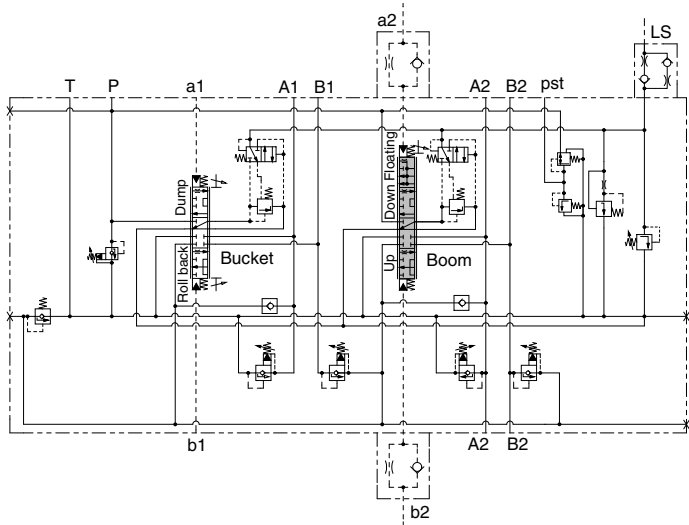 a2
LS
T P a1 A1 B1 A2 B2 pst
Dump
Down Floating
Roll back
Bucket
Up
Boom
b1 A2 B2
b2